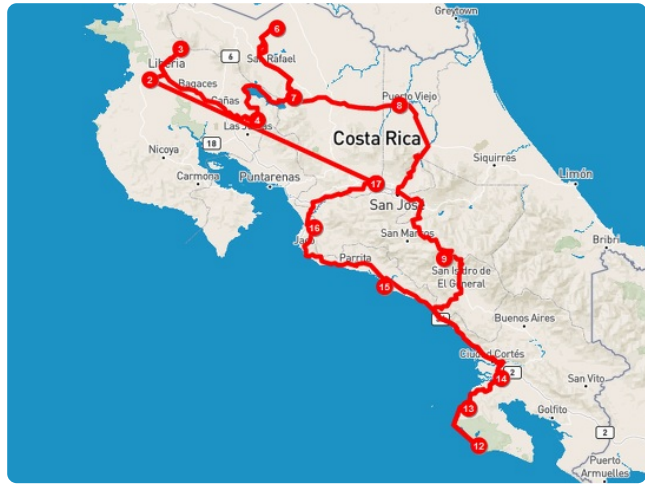 Greytown
6
San Rafael
3
6
Liberia
2
Bagaces
7
Puerto Viejo
8
Cañas
4
Las Juntas
Costa Rica
18
Nicoya
Siquirres
Carmona
Puntarenas
17
Limón
San José
16
San Marcos
Jacó
Bribri
Parrita
9
San Isidro de
El General
15
Buenos Aires
Ciudad Cortés
2
14
San Vito
13
Golfito
2
12
Puerto
Armuelles